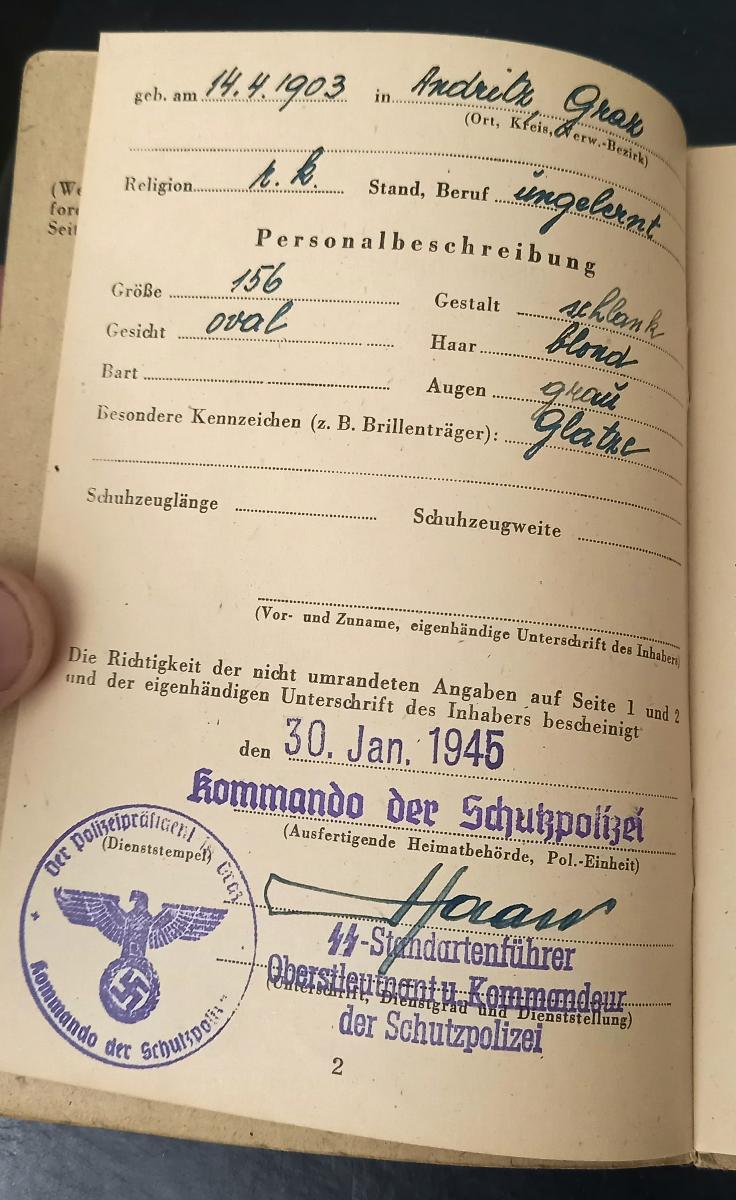 (We
for
Seit
geb. am 14.4.1903 in Andritz, Graz
(Ort, Kreis, Verw.-Bezirk)
Religion r. k. Stand, Beruf ungelernt
Personalbeschreibung
Größe 156 Gestalt schlank
Gesicht oval Haar blond
Bart Augen grau
Besondere Kennzeichen (z. B. Brillenträger): Glatze
Schuhzeuglänge Schuhzeugweite
(Vor- und Zuname, eigenhändige Unterschrift des Inhabers)
Die Richtigkeit der nicht umrandeten Angaben auf Seite 1 und 2
und der eigenhändigen Unterschrift des Inhabers bescheinigt
den 30. Jan. 1945
Kommando der Schutzpolizei
(Ausfertigende Heimatbehörde, Pol.-Einheit)
Der Polizeipräsident in Graz
(Dienststempel)
Kommando der Schutzpolizei
SS-Standartenführer
Oberstleutnant u. Kommandeur
(Unterschrift, Dienstgrad und Dienststellung)
der Schutzpolizei
2